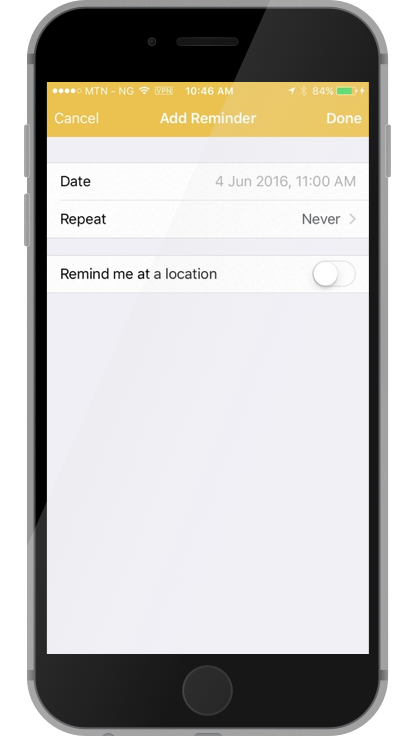 MTN - NG VPN 10:46 AM 84%
Cancel Add Reminder Done
Date 4 Jun 2016, 11:00 AM
Repeat Never
Remind me at a location